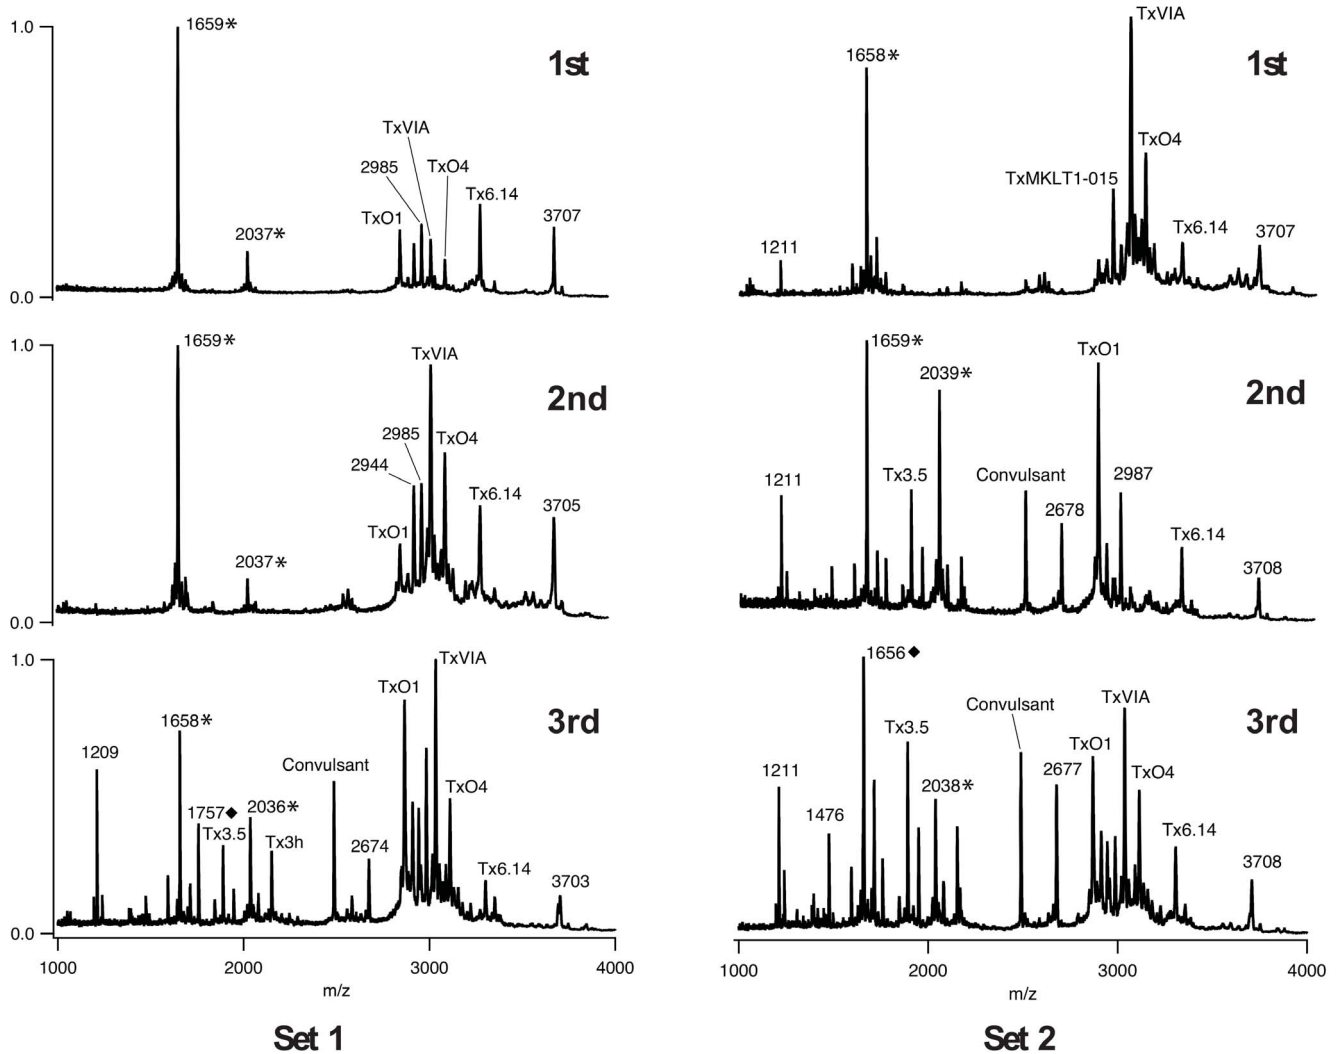 1.0
1659*
1st
TxVIA
2985
TxO4
TxO1
Tx6.14
2037*
3707
0.0
1.0
1659*
2nd
TxVIA
2985
TxO4
2944
Tx6.14
TxO1
3705
2037*
0.0
1.0
TxVIA
TxO1
3rd
1658*
1209
Convulsant
TxO4
1757◆
2036*
Tx3.5
Tx3h
2674
Tx6.14
3703
0.0
1000
2000
3000
4000
m/z
Set 1
TxVIA
1658*
1st
TxO4
TxMKLT1-015
Tx6.14
3707
1211
1659*
TxO1
2039*
2nd
1211
Tx3.5
Convulsant
2987
2678
Tx6.14
3708
1656◆
TxVIA
Convulsant
3rd
Tx3.5
TxO1
1211
2677
TxO4
2038*
1476
Tx6.14
3708
1000
2000
3000
4000
m/z
Set 2